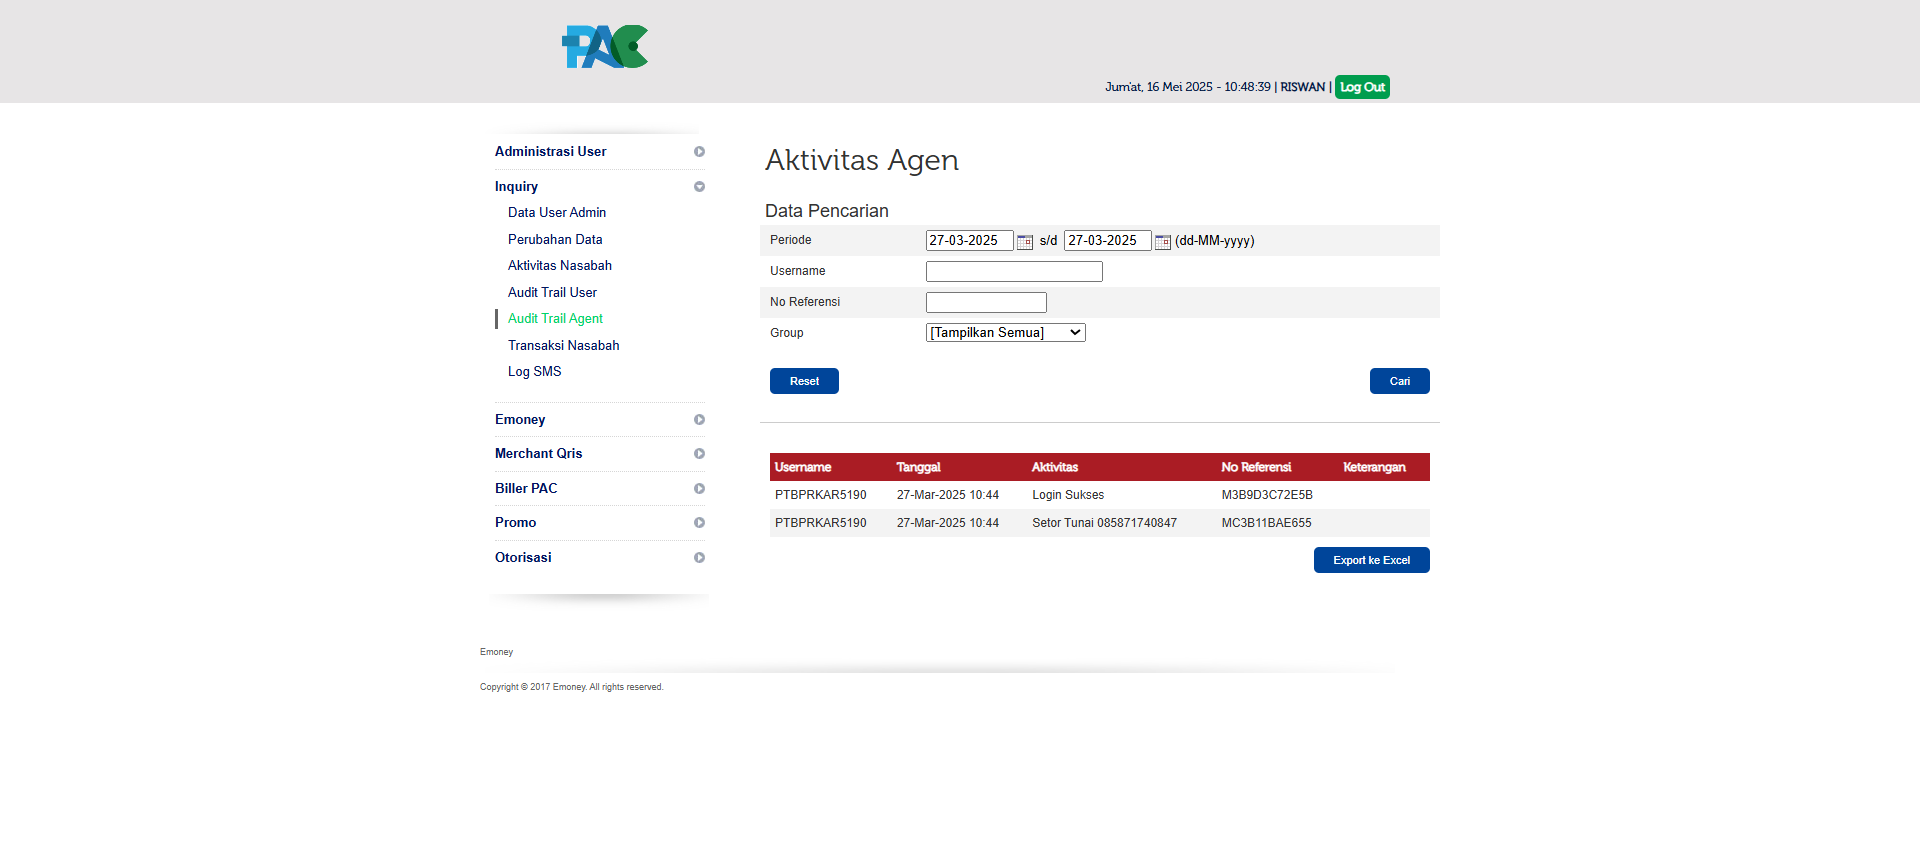 PAC
Jum'at, 16 Mei 2025 - 10:48:39 | RISWAN | Log Out
Administrasi User
Inquiry
Data User Admin
Perubahan Data
Aktivitas Nasabah
Audit Trail User
Audit Trail Agent
Transaksi Nasabah
Log SMS
Emoney
Merchant Qris
Biller PAC
Promo
Otorisasi
Aktivitas Agen
Data Pencarian
Periode 27-03-2025 s/d 27-03-2025 (dd-MM-yyyy)
Username
No Referensi
Group [Tampilkan Semua]
Reset Cari
Username Tanggal Aktivitas No Referensi Keterangan
PTBPRKAR5190 27-Mar-2025 10:44 Login Sukses M3B9D3C72E5B
PTBPRKAR5190 27-Mar-2025 10:44 Setor Tunai 085871740847 MC3B11BAE655
Export ke Excel
Emoney
Copyright © 2017 Emoney. All rights reserved.